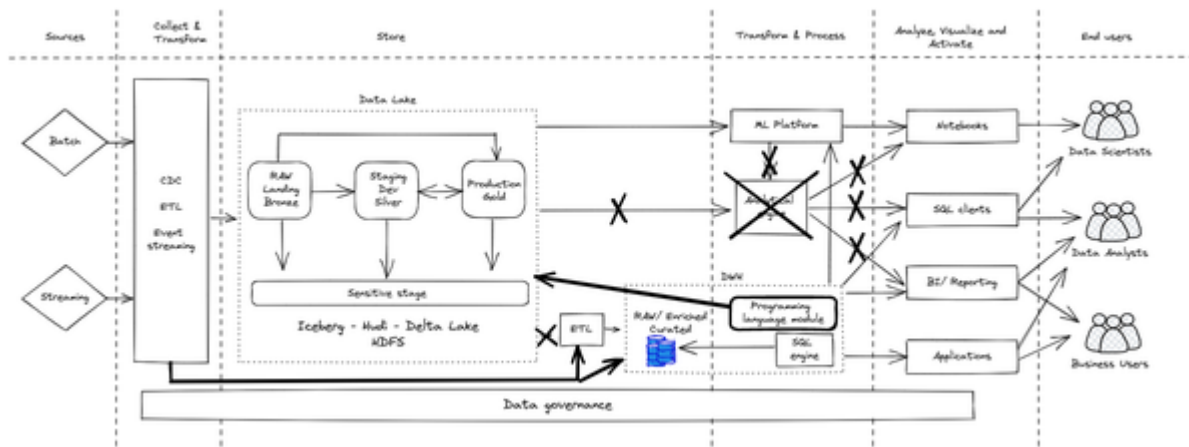 Sources
Collect &
Transform
Store
Transform & Process
Analyze, Visualize and
Activate
End users
Data Lake
Batch
Streaming
CDC
ETL
Event
streaming
RAW
Landing
Bronze
Staging
Dev
Silver
Production
Gold
Sensitive stage
Iceberg - Hudi - Delta Lake
HDFS
ETL
ML Platform
Analytical
DWH
RAW/ Enriched
Curated
Programming
language module
SQL
engine
Notebooks
SQL clients
BI/ Reporting
Applications
Data Scientists
Data Analysts
Business Users
Data governance